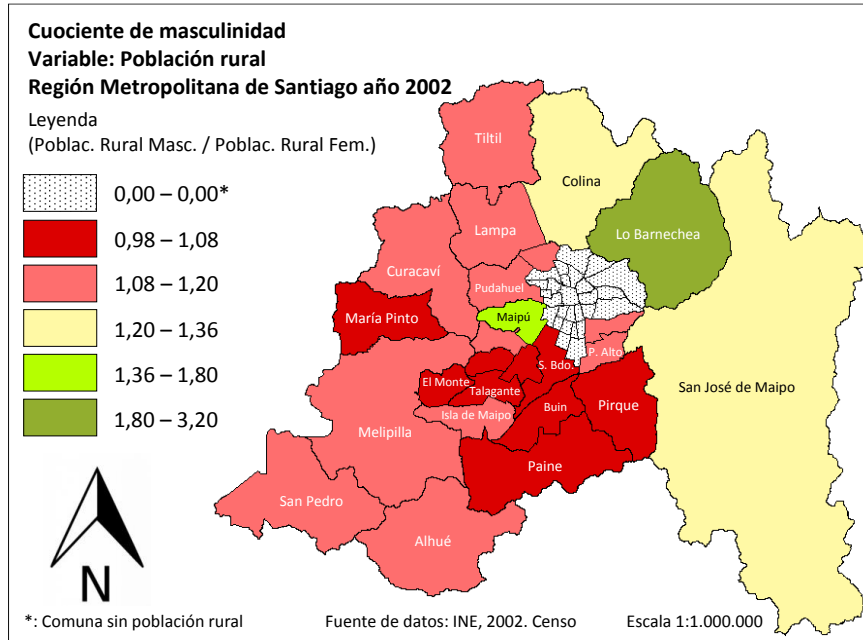 Cuociente de masculinidad
Variable: Población rural
Región Metropolitana de Santiago año 2002
Leyenda
(Poblac. Rural Masc. / Poblac. Rural Fem.)
0,00 – 0,00*
0,98 – 1,08
1,08 – 1,20
1,20 – 1,36
1,36 – 1,80
1,80 – 3,20
Tiltil
Colina
Lampa
Lo Barnechea
Curacaví
Pudahuel
María Pinto
Maipú
P. Alto
S. Bdo.
El Monte
Talagante
San José de Maipo
Isla de Maipo
Buin
Pirque
Melipilla
Paine
San Pedro
Alhué
N
*: Comuna sin población rural
Fuente de datos: INE, 2002. Censo
Escala 1:1.000.000